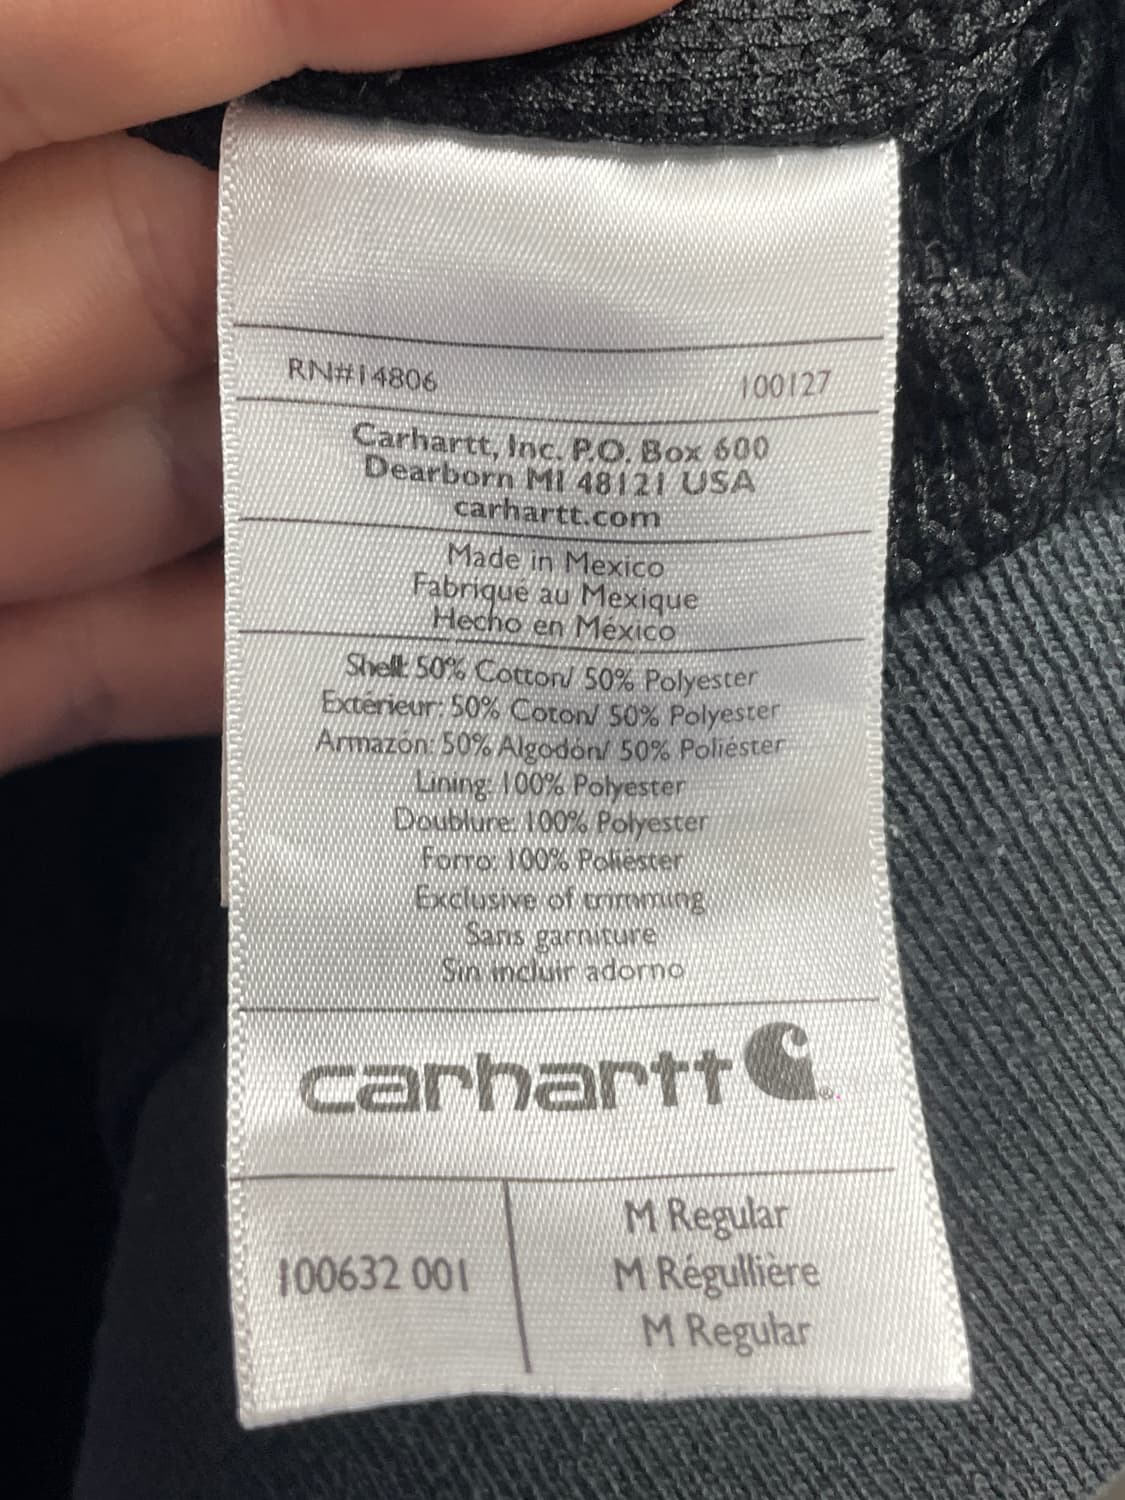 RN#14806 100127
Carhartt, Inc. P.O. Box 600
Dearborn MI 48121 USA
carhartt.com
Made in Mexico
Fabriqué au Mexique
Hecho en México
Shell: 50% Cotton/ 50% Polyester
Extérieur: 50% Coton/ 50% Polyester
Armazón: 50% Algodón/ 50% Poliéster
Lining: 100% Polyester
Doublure: 100% Polyester
Forro: 100% Poliéster
Exclusive of trimming
Sans garniture
Sin incluir adorno
carhartt ®
100632 001
M Regular
M Régullière
M Regular